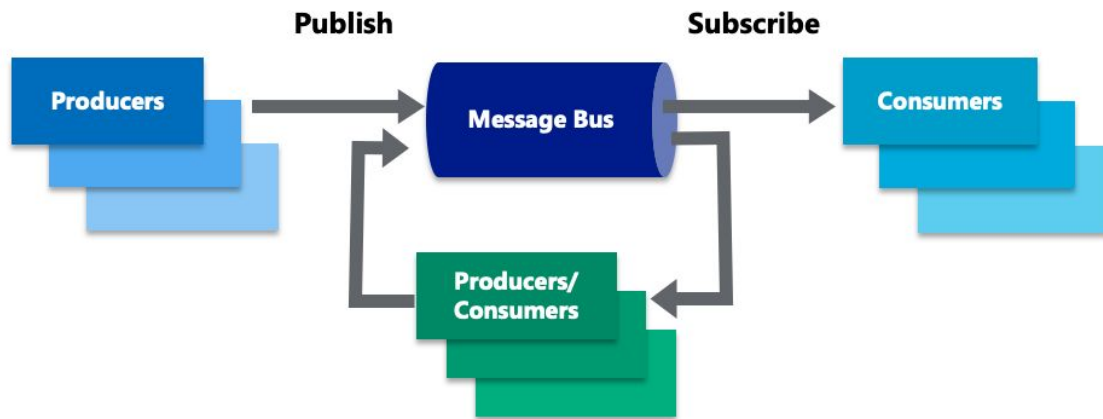 Publish
Subscribe
Producers
Message Bus
Consumers
Producers/
Consumers